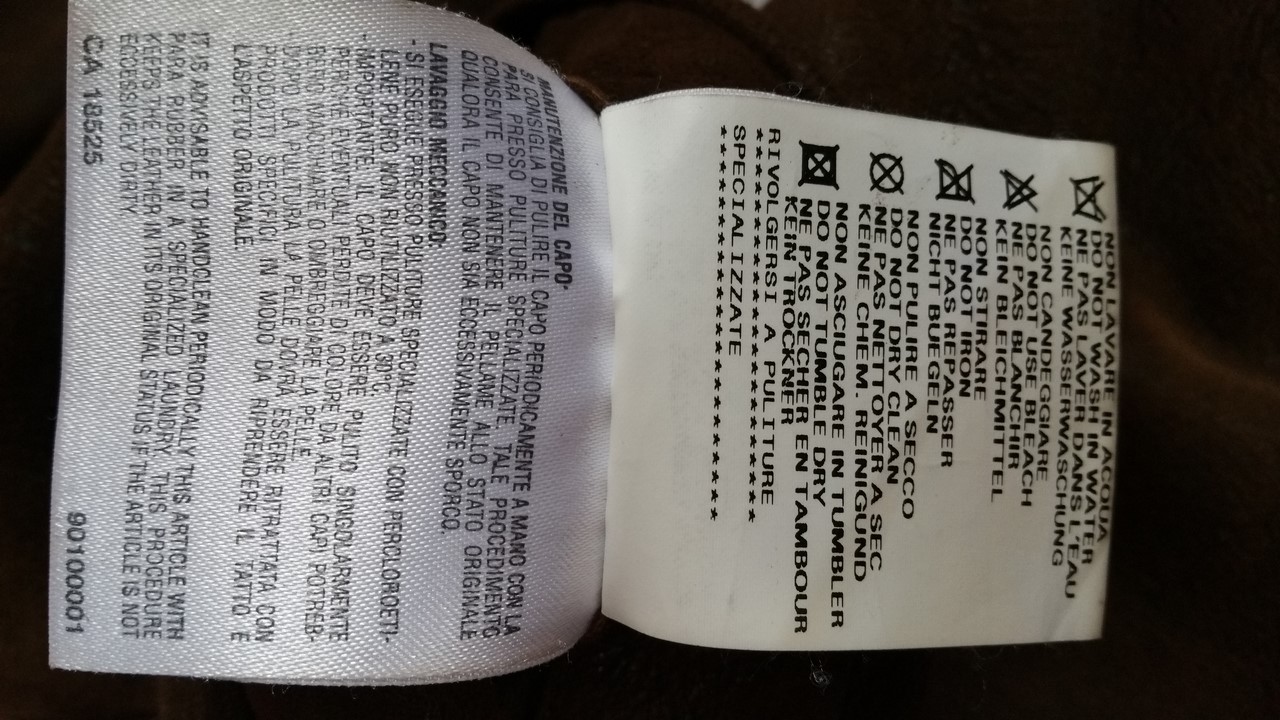 MANUTENZIONE DEL CAPO:
SI CONSIGLIA DI PULIRE IL CAPO PERIODICAMENTE A MANO CON LA
PARA PRESSO PULITURE SPECIALIZZATE. TALE PROCEDIMENTO
CONSENTE DI MANTENERE IL PELLAME ALLO STATO ORIGINALE
QUALORA IL CAPO NON SIA ECCESSIVAMENTE SPORCO.
LAVAGGIO MECCANICO:
- SI ESEGUE PRESSO PULITURE SPECIALIZZATE CON PERCLOROETI-
LENE PURO NON RIUTILIZZATO A 30°C.
- IMPORTANTE: IL CAPO DEVE ESSERE PULITO SINGOLARMENTE
PERCHE' EVENTUALI PERDITE DI COLORE DA ALTRI CAPI POTREB-
BERO MACCHIARE O OMBREGGIARE LA PELLE.
DOPO LA PULITURA LA PELLE DOVRA' ESSERE RITRATTATA CON
PRODOTTI SPECIFICI IN MODO DA RIPRENDERE IL TATTO E
L'ASPETTO ORIGINALE.
IT IS ADVISABLE TO HANDCLEAN PERIODICALLY THIS ARTICLE WITH
PARA RUBBER IN A SPECIALIZED LAUNDRY. THIS PROCEDURE
KEEPS THE LEATHER IN ITS ORIGINAL STATUS IF THE ARTICLE IS NOT
ECCESSIVELY DIRTY.
CA 18525 90100001
NON LAVARE IN ACQUA
DO NOT WASH IN WATER
NE PAS LAVER DANS L'EAU
KEINE WASSERWASCHUNG
NON CANDEGGIARE
DO NOT USE BLEACH
NE PAS BLANCHIR
KEIN BLEICHMITTEL
NON STIRARE
DO NOT IRON
NE PAS REPASSER
NICHT BUEGELN
NON PULIRE A SECCO
DO NOT DRY CLEAN
NE PAS NETTOYER A SEC
KEINE CHEM. REINIGUND
NON ASCIUGARE IN TUMBLER
DO NOT TUMBLE DRY
NE PAS SECHER EN TAMBOUR
KEIN TROCKNER
RIVOLGERSI A PULITURE
************************
SPECIALIZZATE
************************